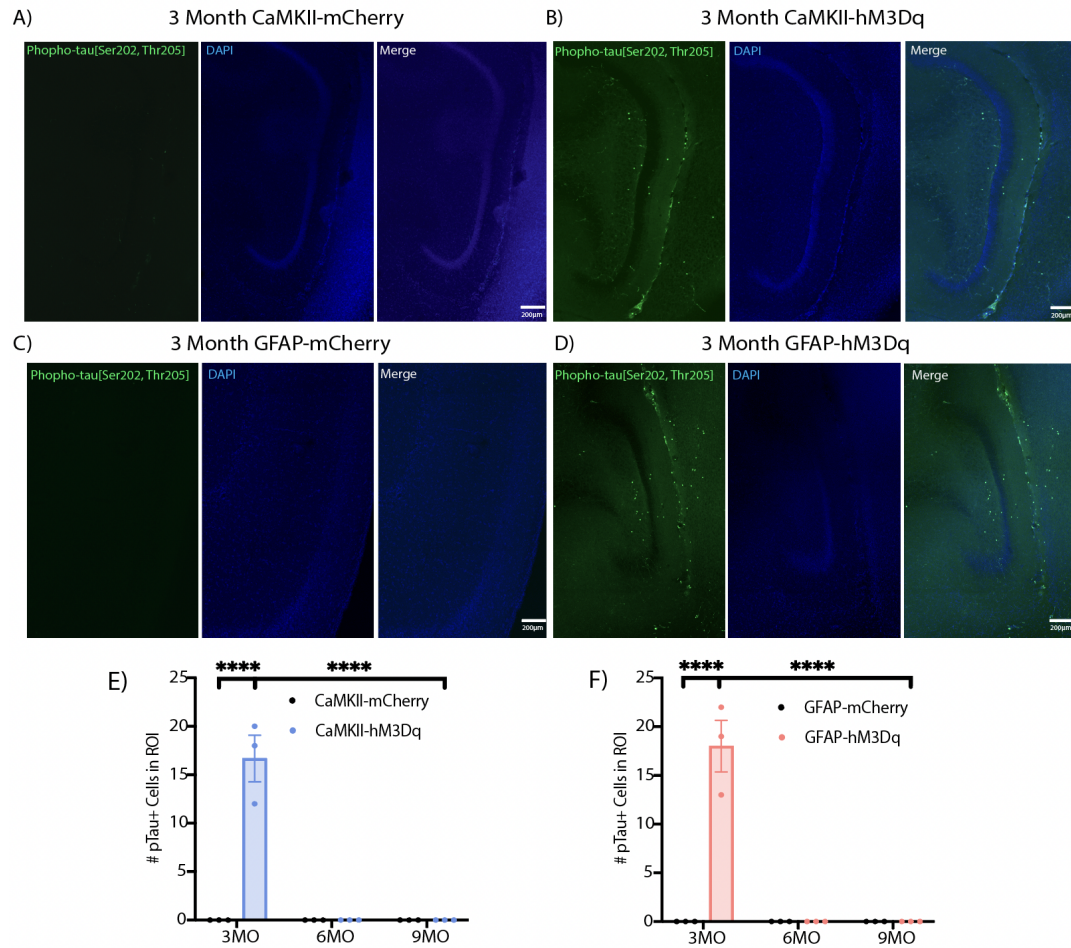 A) 3 Month CaMKII-mCherry
Phopho-tau[Ser202, Thr205] DAPI Merge
200µm
B) 3 Month CaMKII-hM3Dq
Phopho-tau[Ser202, Thr205] DAPI Merge
200µm
C) 3 Month GFAP-mCherry
Phopho-tau[Ser202, Thr205] DAPI Merge
200µm
D) 3 Month GFAP-hM3Dq
Phopho-tau[Ser202, Thr205] DAPI Merge
200µm
E)
**** ****
CaMKII-mCherry
CaMKII-hM3Dq
# pTau+ Cells in ROI
25
20
15
10
5
0
3MO 6MO 9MO
F)
**** ****
GFAP-mCherry
GFAP-hM3Dq
# pTau+ Cells in ROI
25
20
15
10
5
0
3MO 6MO 9MO